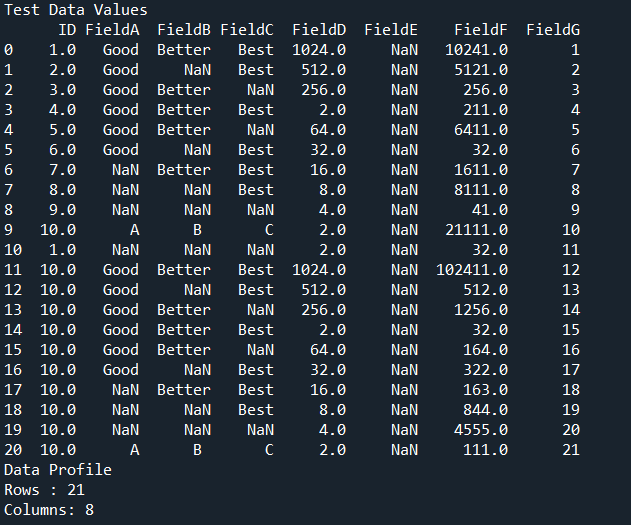 Test Data Values
ID FieldA FieldB FieldC FieldD FieldE FieldF FieldG
0 1.0 Good Better Best 1024.0 NaN 10241.0 1
1 2.0 Good NaN Best 512.0 NaN 5121.0 2
2 3.0 Good Better NaN 256.0 NaN 256.0 3
3 4.0 Good Better Best 2.0 NaN 211.0 4
4 5.0 Good Better NaN 64.0 NaN 6411.0 5
5 6.0 Good NaN Best 32.0 NaN 32.0 6
6 7.0 NaN Better Best 16.0 NaN 1611.0 7
7 8.0 NaN NaN Best 8.0 NaN 8111.0 8
8 9.0 NaN NaN NaN 4.0 NaN 41.0 9
9 10.0 A B C 2.0 NaN 21111.0 10
10 1.0 NaN NaN NaN 2.0 NaN 32.0 11
11 10.0 Good Better Best 1024.0 NaN 102411.0 12
12 10.0 Good NaN Best 512.0 NaN 512.0 13
13 10.0 Good Better NaN 256.0 NaN 1256.0 14
14 10.0 Good Better Best 2.0 NaN 32.0 15
15 10.0 Good Better NaN 64.0 NaN 164.0 16
16 10.0 Good NaN Best 32.0 NaN 322.0 17
17 10.0 NaN Better Best 16.0 NaN 163.0 18
18 10.0 NaN NaN Best 8.0 NaN 844.0 19
19 10.0 NaN NaN NaN 4.0 NaN 4555.0 20
20 10.0 A B C 2.0 NaN 111.0 21
Data Profile
Rows : 21
Columns: 8